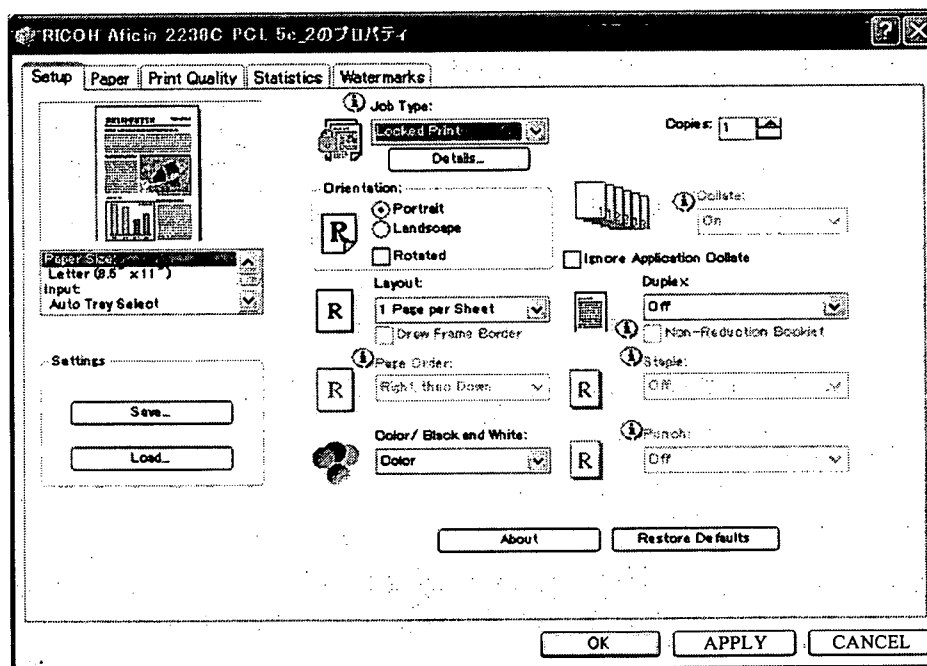 RICOH Aficio 2238C PCL 5c_2のプロパティ
? X
Setup Paper Print Quality Statistics Watermarks
Job Type:
Locked Print
Details...
Copies: 1
Orientation:
Portrait
Landscape
Rotated
Collate:
On
Ignore Application Collate
Paper Size:
Letter (8.5" x11")
Input:
Auto Tray Select
Layout:
1 Page per Sheet
Draw Frame Border
Duplex:
Off
Non-Reduction Booklet
Settings
Save...
Load...
Page Order:
Right, then Down
Staple:
Off
Color/ Black and White:
Color
Punch:
Off
About
Restore Defaults
OK APPLY CANCEL
R
R
R
R
R